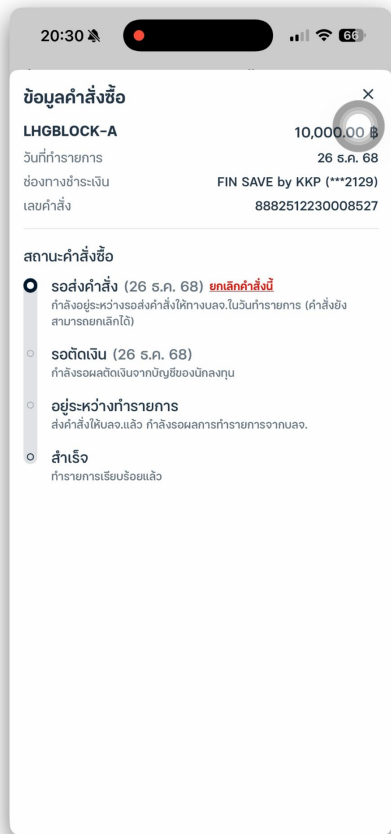 20:30
66
ข้อมูลคำสั่งซื้อ
LHGBLOCK-A 10,000.00 ฿
วันที่ทำรายการ 26 ธ.ค. 68
ช่องทางชำระเงิน FIN SAVE by KKP (***2129)
เลขคำสั่ง 8882512230008527
สถานะคำสั่งซื้อ
รอส่งคำสั่ง (26 ธ.ค. 68) ยกเลิกคำสั่งนี้
กำลังอยู่ระหว่างรอส่งคำสั่งให้ทางบลจ.ในวันทำรายการ (คำสั่งยัง
สามารถยกเลิกได้)
รอตัดเงิน (26 ธ.ค. 68)
กำลังรอผลตัดเงินจากบัญชีของนักลงทุน
อยู่ระหว่างทำรายการ
ส่งคำสั่งให้บลจ.แล้ว กำลังรอผลการทำรายการจากบลจ.
สำเร็จ
ทำรายการเรียบร้อยแล้ว